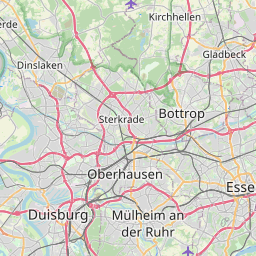 Kirchhellen
Gladbeck
Dinslaken
Bottrop
Sterkrade
Oberhausen
Esse
Duisburg
Mülheim an
der Ruhr